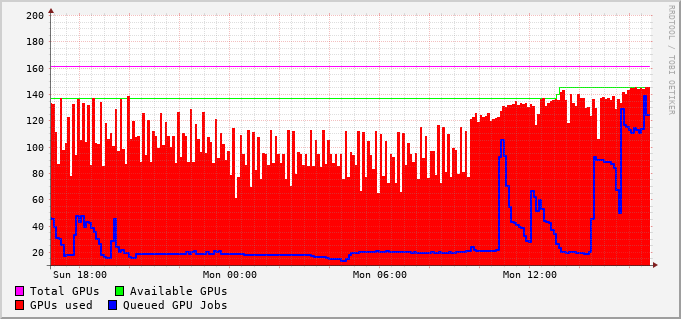 200
180
160
140
120
100
80
60
40
20
Sun 18:00 Mon 00:00 Mon 06:00 Mon 12:00
Total GPUs Available GPUs
GPUs used Queued GPU Jobs
RRDTOOL / TOBI OETIKER